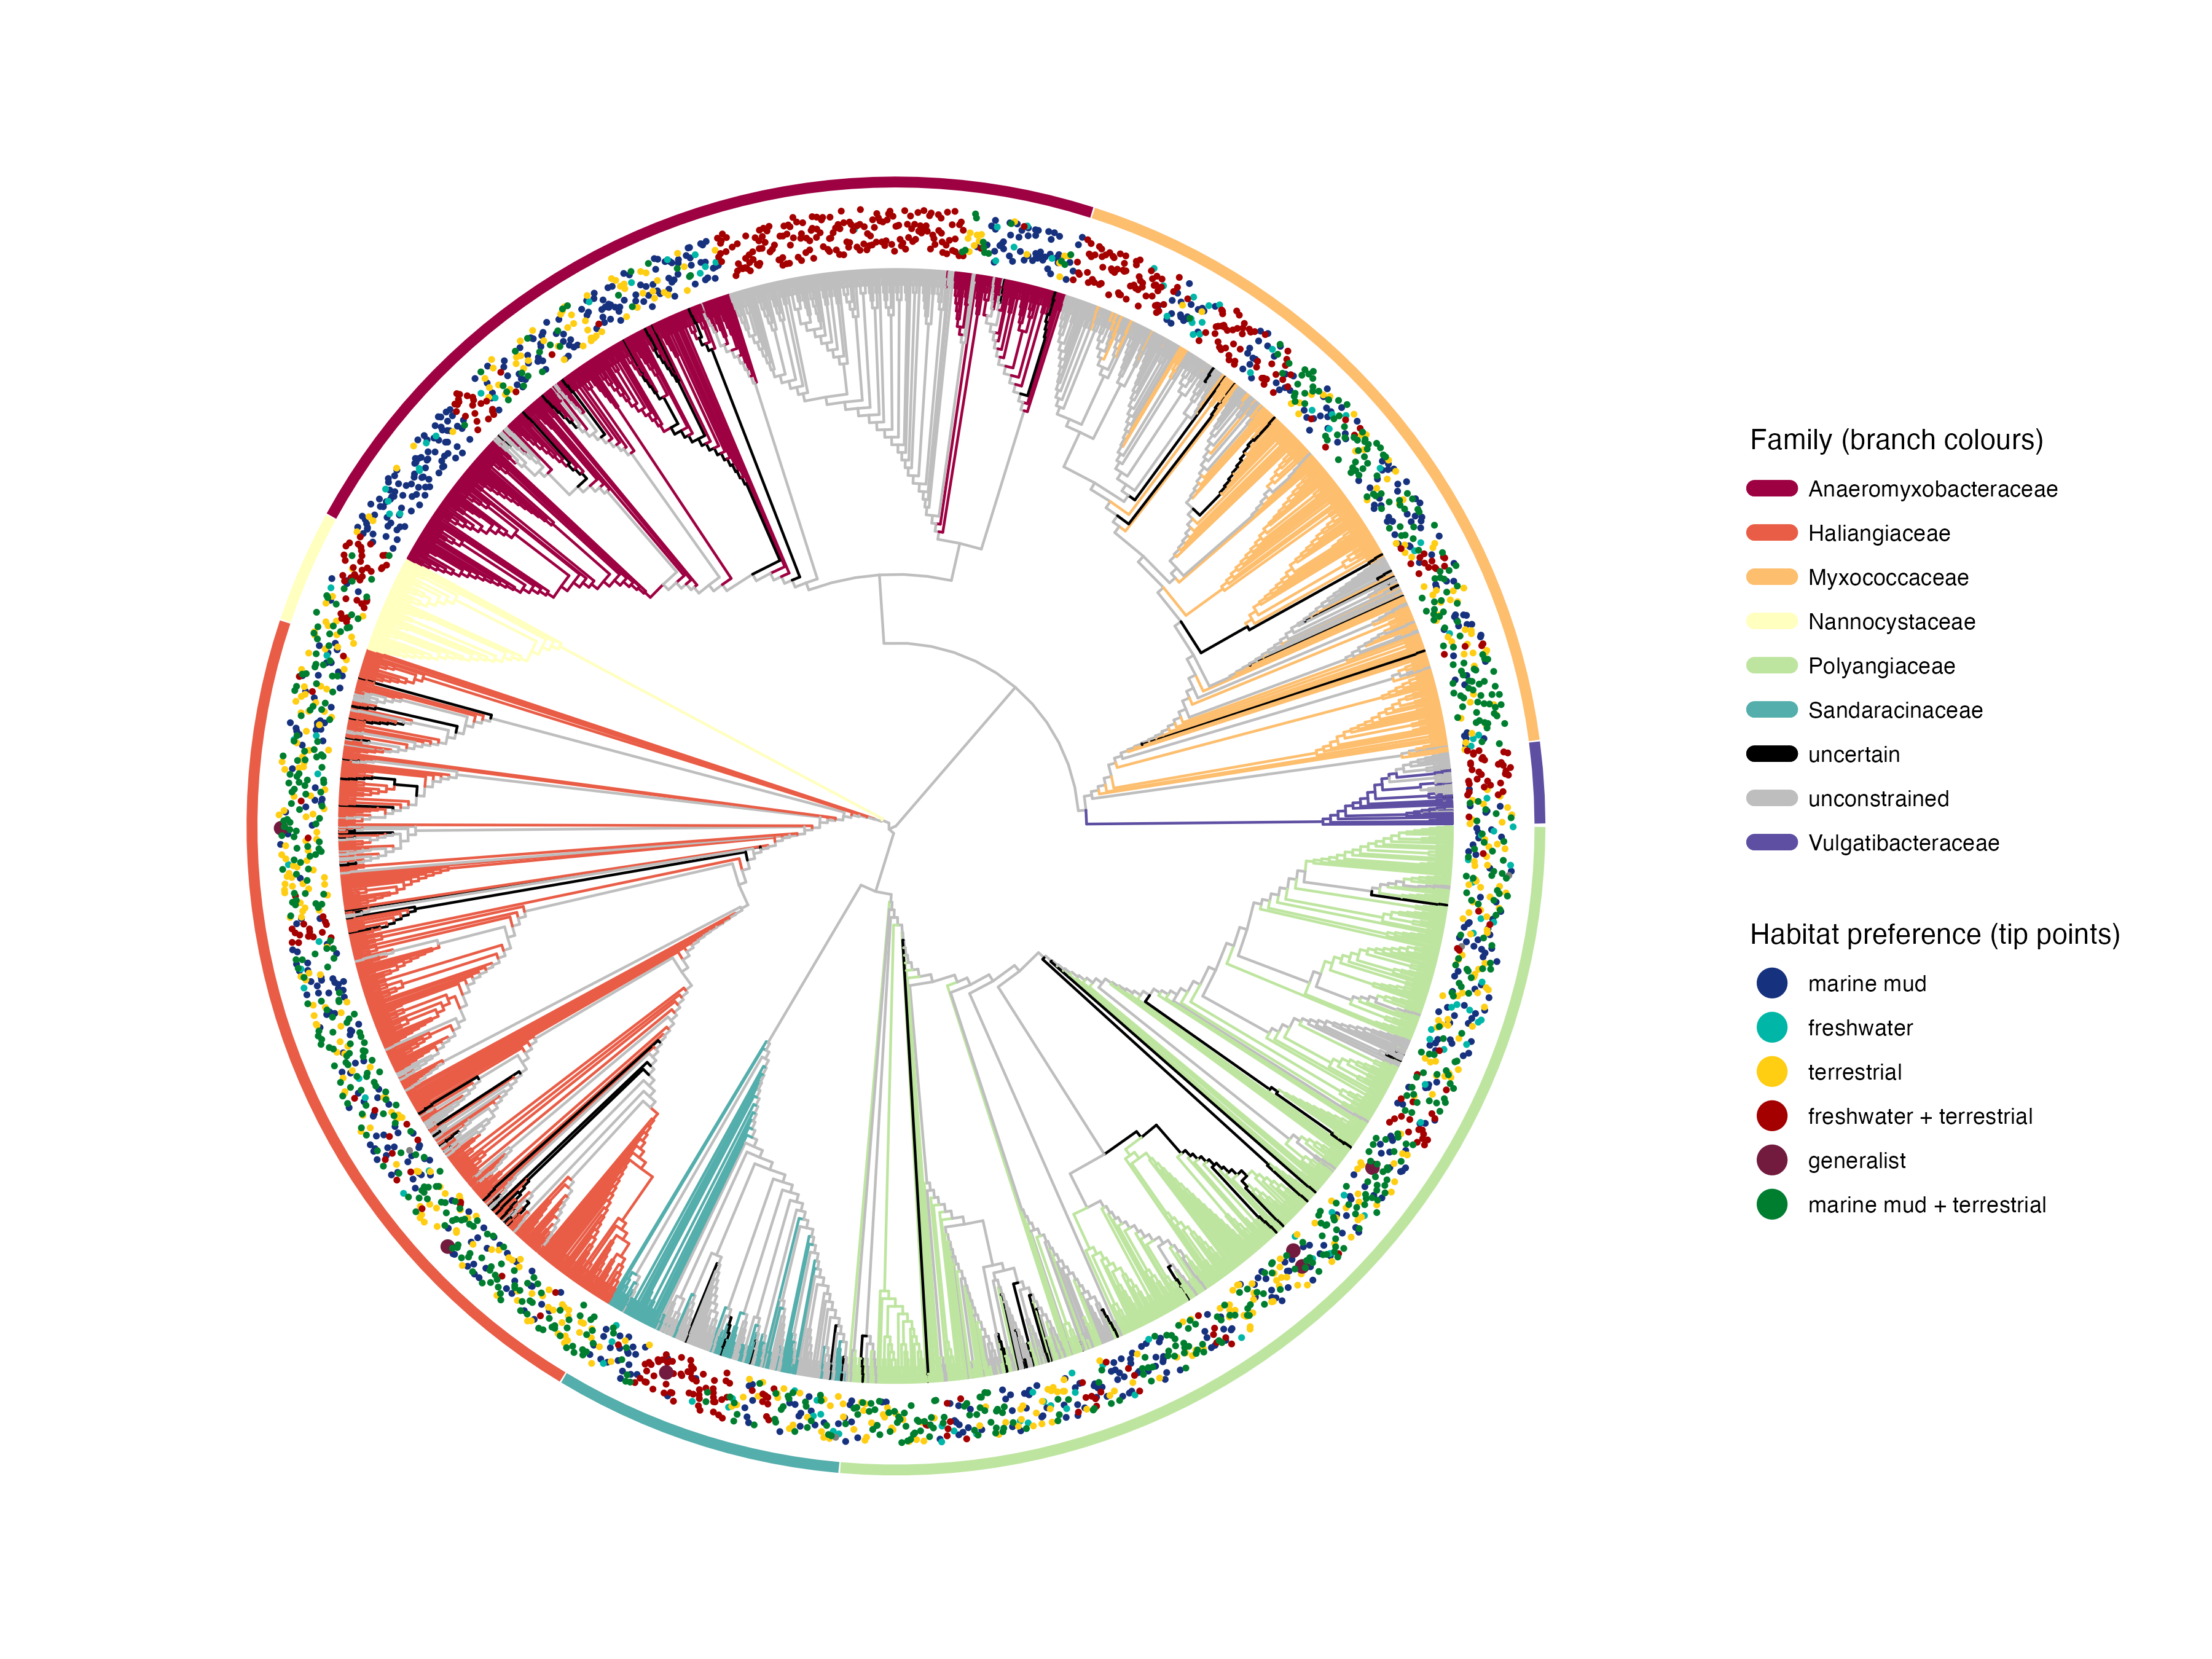 Family (branch colours)
Anaeromyxobacteraceae
Haliangiaceae
Myxococcaceae
Nannocystaceae
Polyangiaceae
Sandaracinaceae
uncertain
unconstrained
Vulgatibacteraceae
Habitat preference (tip points)
marine mud
freshwater
terrestrial
freshwater + terrestrial
generalist
marine mud + terrestrial